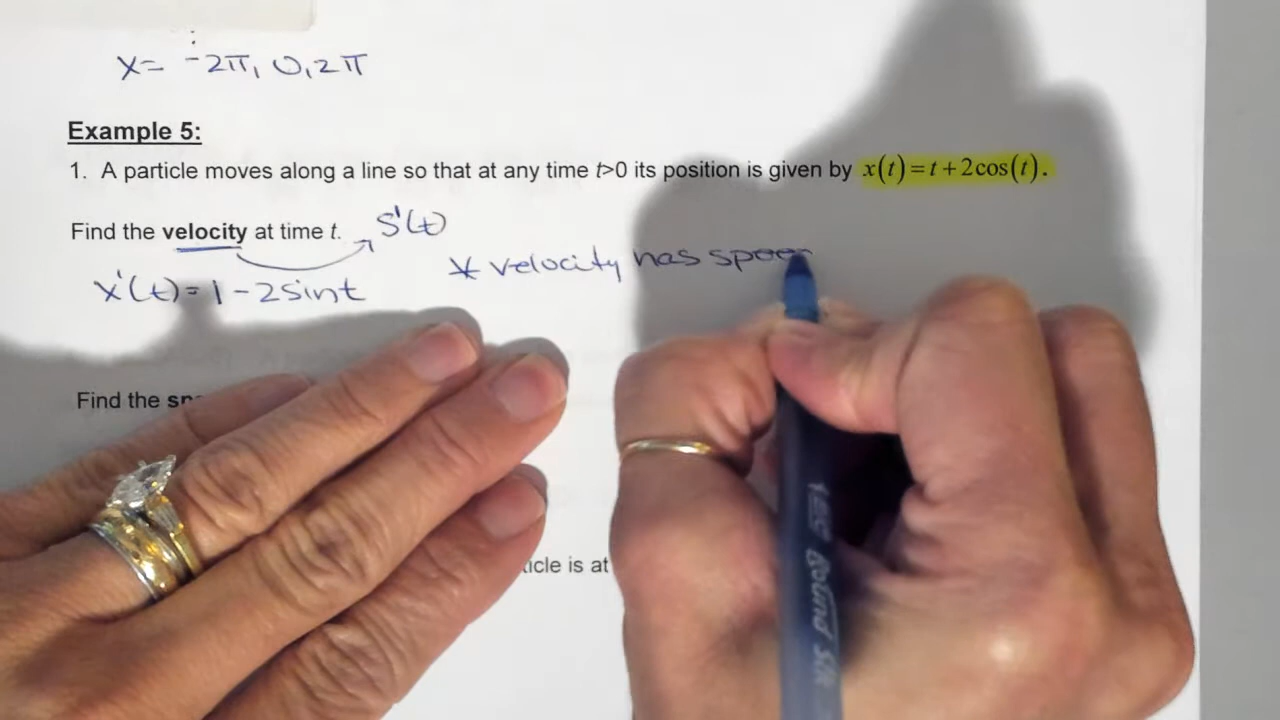 x= -2π, 0, 2π
Example 5:
1. A particle moves along a line so that at any time t>0 its position is given by x(t)=t+2cos(t).
Find the velocity at time t. s'(t)
* velocity has spee
x'(t)=1-2sint
Find the
icle is at